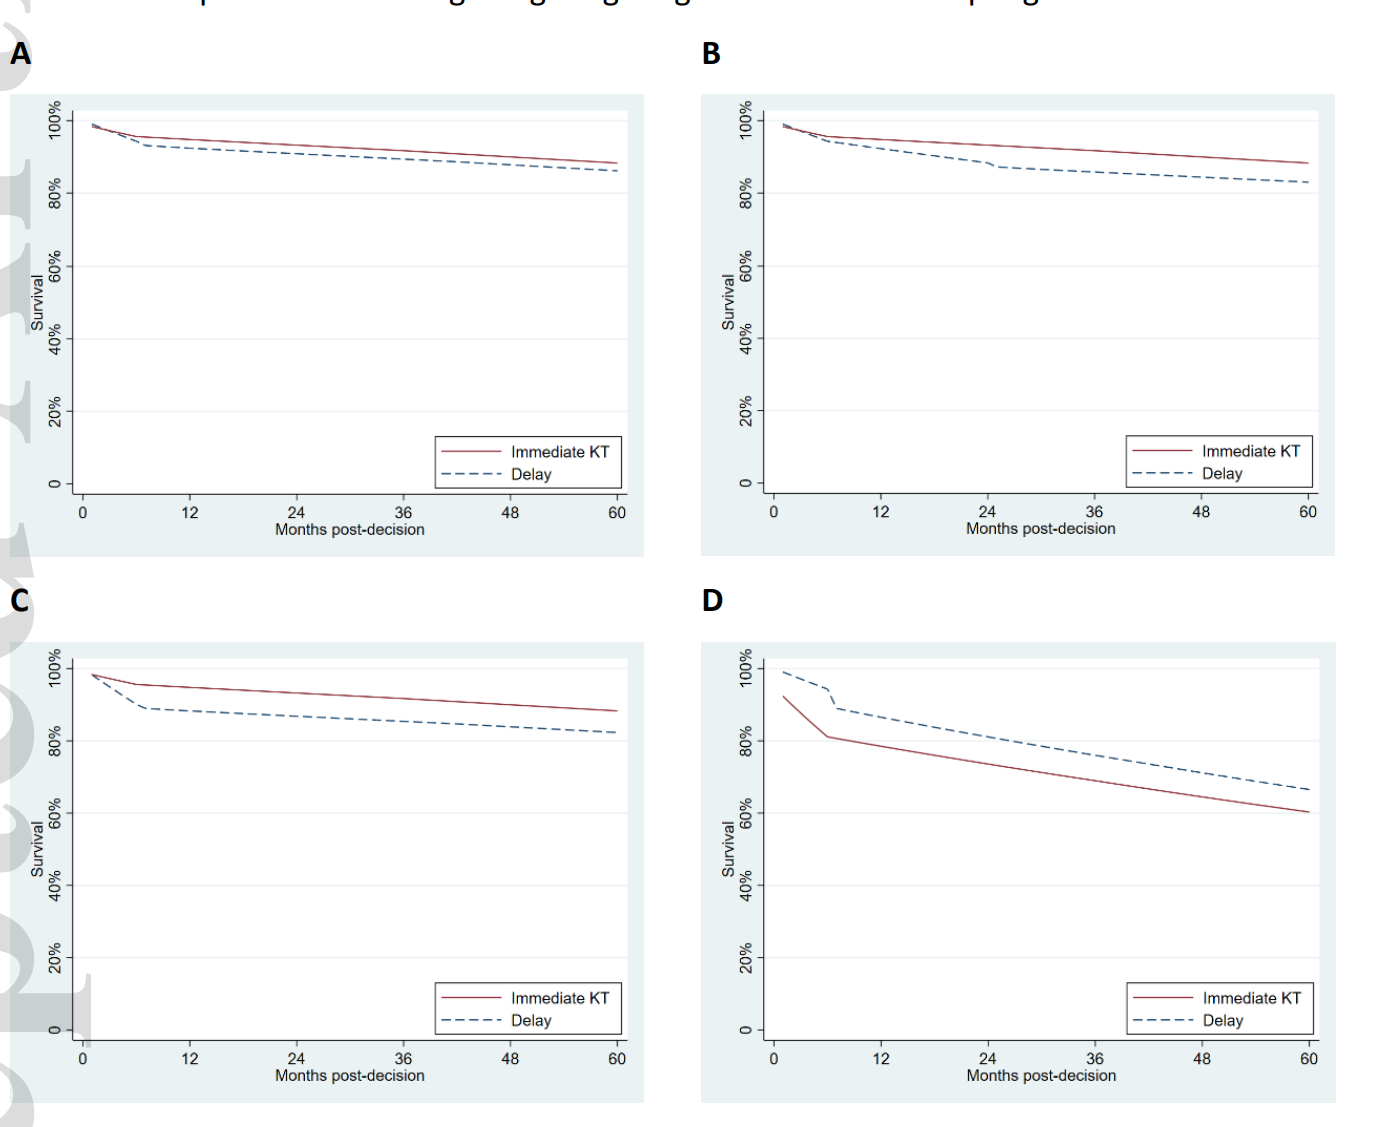 A
100%
80%
60%
40%
20%
0
Survival
0 12 24 36 48 60
Months post-decision
Immediate KT
Delay
B
100%
80%
60%
40%
20%
0
Survival
0 12 24 36 48 60
Months post-decision
Immediate KT
Delay
C
100%
80%
60%
40%
20%
0
Survival
0 12 24 36 48 60
Months post-decision
Immediate KT
Delay
D
100%
80%
60%
40%
20%
0
Survival
0 12 24 36 48 60
Months post-decision
Immediate KT
Delay